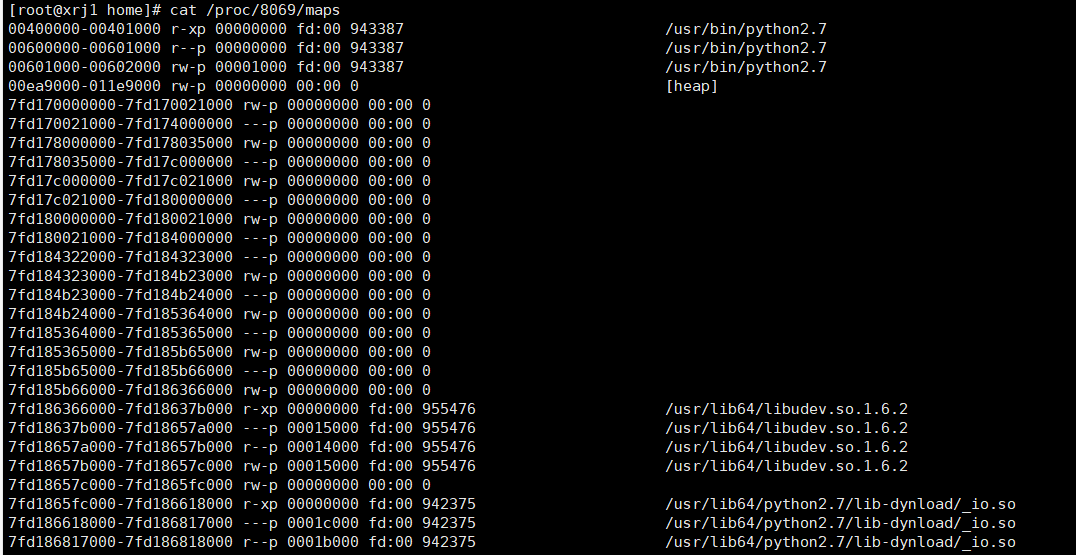 [root@xrj1 home]# cat /proc/8069/maps
00400000-00401000 r-xp 00000000 fd:00 943387 /usr/bin/python2.7
00600000-00601000 r--p 00000000 fd:00 943387 /usr/bin/python2.7
00601000-00602000 rw-p 00001000 fd:00 943387 /usr/bin/python2.7
00ea9000-011e9000 rw-p 00000000 00:00 0 [heap]
7fd170000000-7fd170021000 rw-p 00000000 00:00 0
7fd170021000-7fd174000000 ---p 00000000 00:00 0
7fd178000000-7fd178035000 rw-p 00000000 00:00 0
7fd178035000-7fd17c000000 ---p 00000000 00:00 0
7fd17c000000-7fd17c021000 rw-p 00000000 00:00 0
7fd17c021000-7fd180000000 ---p 00000000 00:00 0
7fd180000000-7fd180021000 rw-p 00000000 00:00 0
7fd180021000-7fd184000000 ---p 00000000 00:00 0
7fd184322000-7fd184323000 ---p 00000000 00:00 0
7fd184323000-7fd184b23000 rw-p 00000000 00:00 0
7fd184b23000-7fd184b24000 ---p 00000000 00:00 0
7fd184b24000-7fd185364000 rw-p 00000000 00:00 0
7fd185364000-7fd185365000 ---p 00000000 00:00 0
7fd185365000-7fd185b65000 rw-p 00000000 00:00 0
7fd185b65000-7fd185b66000 ---p 00000000 00:00 0
7fd185b66000-7fd186366000 rw-p 00000000 00:00 0
7fd186366000-7fd18637b000 r-xp 00000000 fd:00 955476 /usr/lib64/libudev.so.1.6.2
7fd18637b000-7fd18657a000 ---p 00015000 fd:00 955476 /usr/lib64/libudev.so.1.6.2
7fd18657a000-7fd18657b000 r--p 00014000 fd:00 955476 /usr/lib64/libudev.so.1.6.2
7fd18657b000-7fd18657c000 rw-p 00015000 fd:00 955476 /usr/lib64/libudev.so.1.6.2
7fd18657c000-7fd1865fc000 rw-p 00000000 00:00 0
7fd1865fc000-7fd186618000 r-xp 00000000 fd:00 942375 /usr/lib64/python2.7/lib-dynload/_io.so
7fd186618000-7fd186817000 ---p 0001c000 fd:00 942375 /usr/lib64/python2.7/lib-dynload/_io.so
7fd186817000-7fd186818000 r--p 0001b000 fd:00 942375 /usr/lib64/python2.7/lib-dynload/_io.so